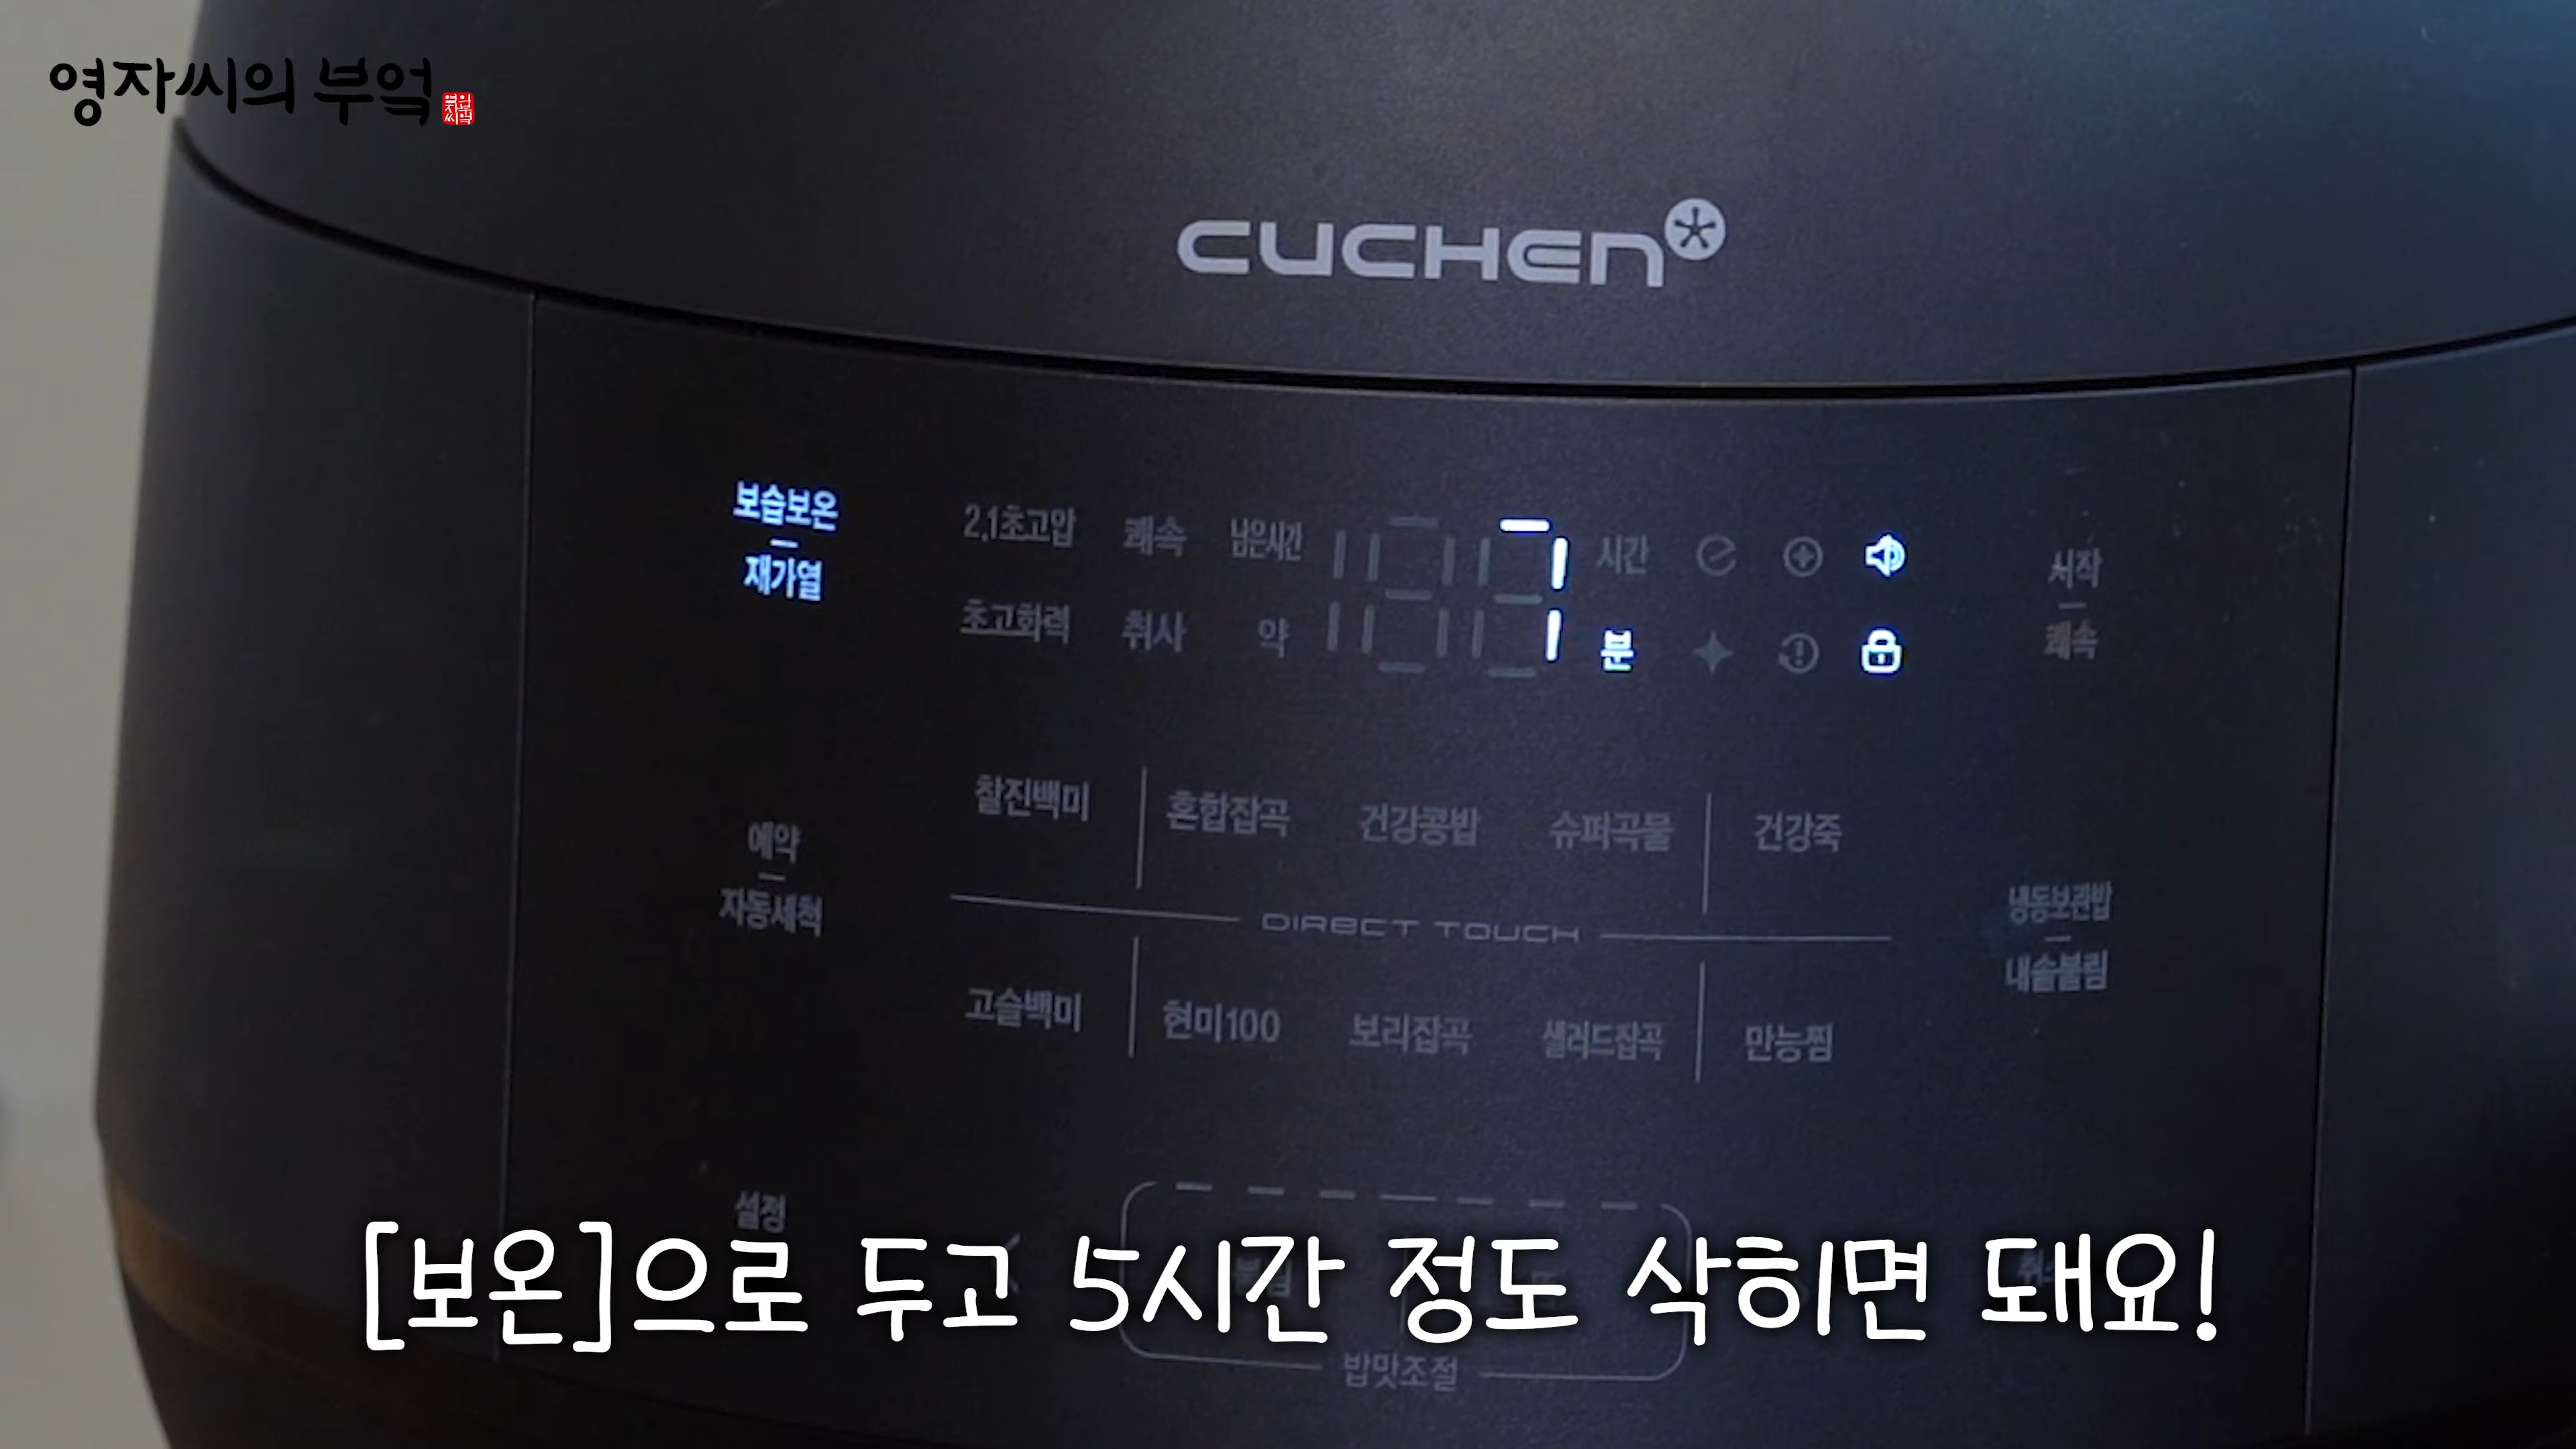 영자씨의 부엌
CUCHEN
보습보온
재가열
2.1초고압 쾌속 남은시간
초고화력 취사 약
7
시간
분
시작
쾌속
찰진백미 혼합잡곡 건강콩밥 슈퍼곡물 건강죽
예약
자동세척
DIRECT TOUCH
냉동보관밥
내솥불림
고슬백미 현미100 보리잡곡 샐러드잡곡 만능찜
설정
[보온]으로 두고 5시간 정도 삭히면 돼요!
밥맛조절